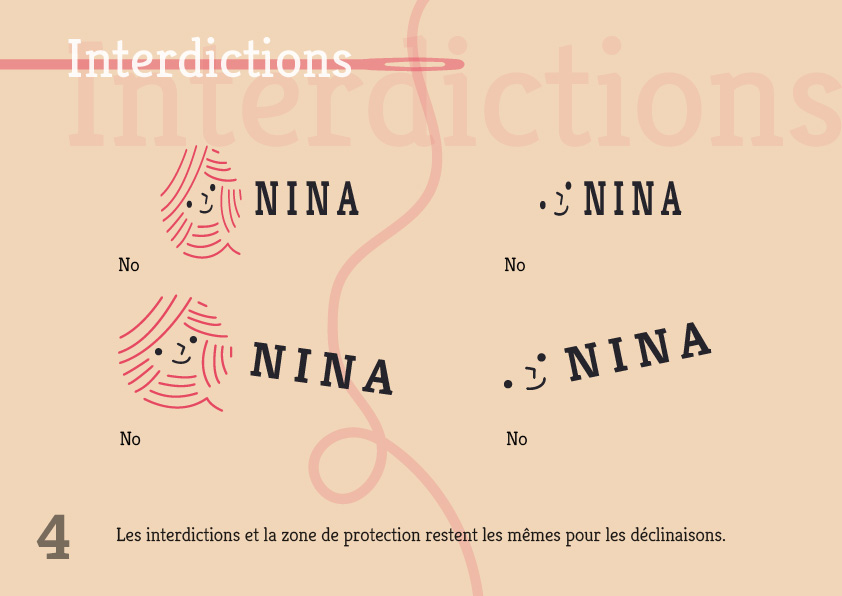 Interdictions
Interdictions
NINA
NINA
No
No
NINA
NINA
No
No
4
Les interdictions et la zone de protection restent les mêmes pour les déclinaisons.